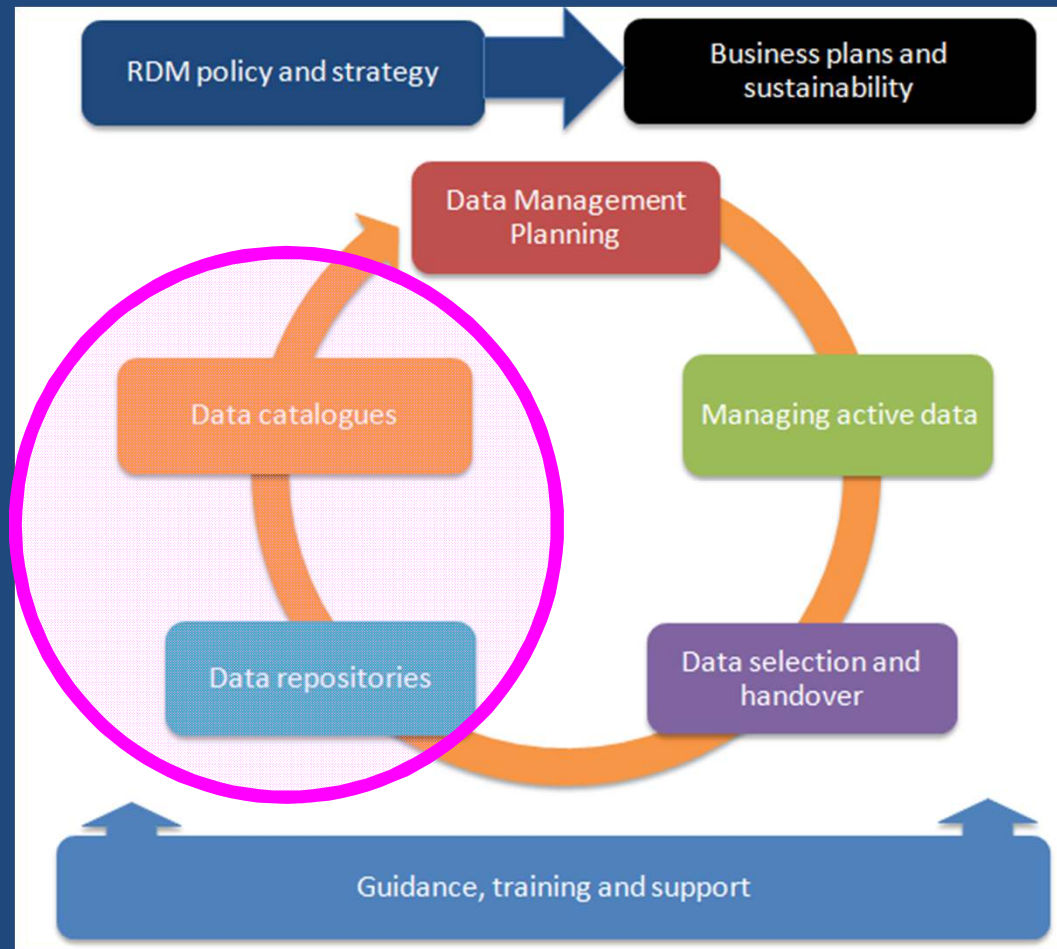 RDM policy and strategy
Business plans and
sustainability
Data Management
Planning
Data catalogues
Managing active data
Data repositories
Data selection and
handover
Guidance, training and support